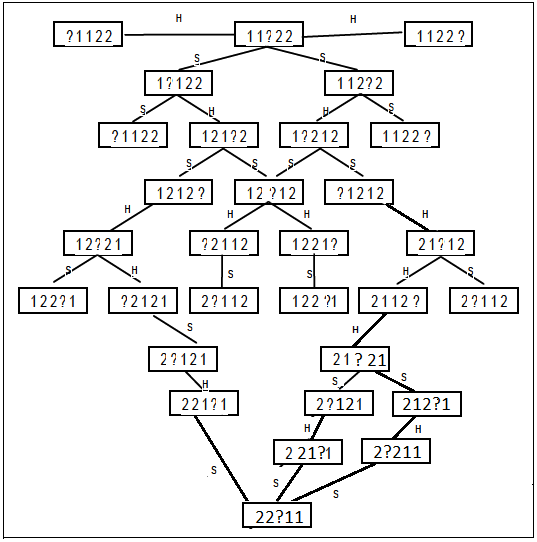 H H
?1122 11?22 1122?
S S
1?122 112?2
S H H S
?1122 121?2 1?212 1122?
S S S S
1212? 12 ?12 ?1212
H H H H
12?21 ?2112 1221? 21?12
S H S S H S
122?1 ?2121 2?112 122?1 2112? 2?112
S H
2?121 21? 21
H S S
221?1 2?121 212?1
H H
2 21?1 2?211
S S S
22?11